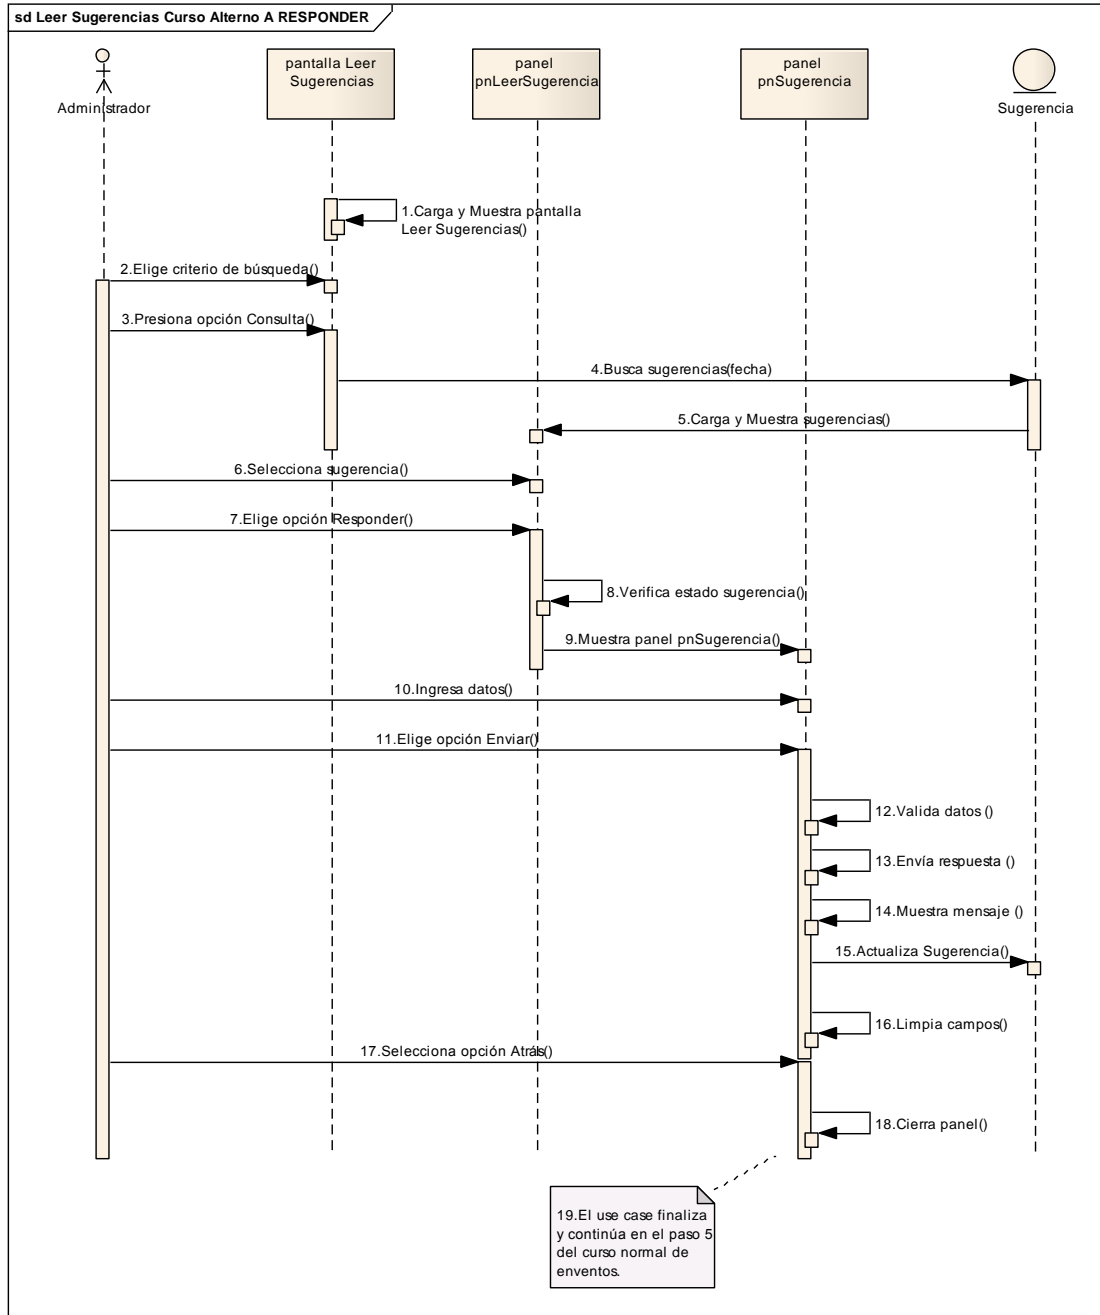 sd Leer Sugerencias Curso Alterno A RESPONDER
Administrador
pantalla Leer
Sugerencias
panel
pnLeerSugerencia
panel
pnSugerencia
Sugerencia
1.Carga y Muestra pantalla
Leer Sugerencias()
2.Elige criterio de búsqueda()
3.Presiona opción Consulta()
4.Busca sugerencias(fecha)
5.Carga y Muestra sugerencias()
6.Selecciona sugerencia()
7.Elige opción Responder()
8.Verifica estado sugerencia()
9.Muestra panel pnSugerencia()
10.Ingresa datos()
11.Elige opción Enviar()
12.Valida datos ()
13.Envía respuesta ()
14.Muestra mensaje ()
15.Actualiza Sugerencia()
16.Limpia campos()
17.Selecciona opción Atrás()
18.Cierra panel()
19.El use case finaliza
y continúa en el paso 5
del curso normal de
enventos.